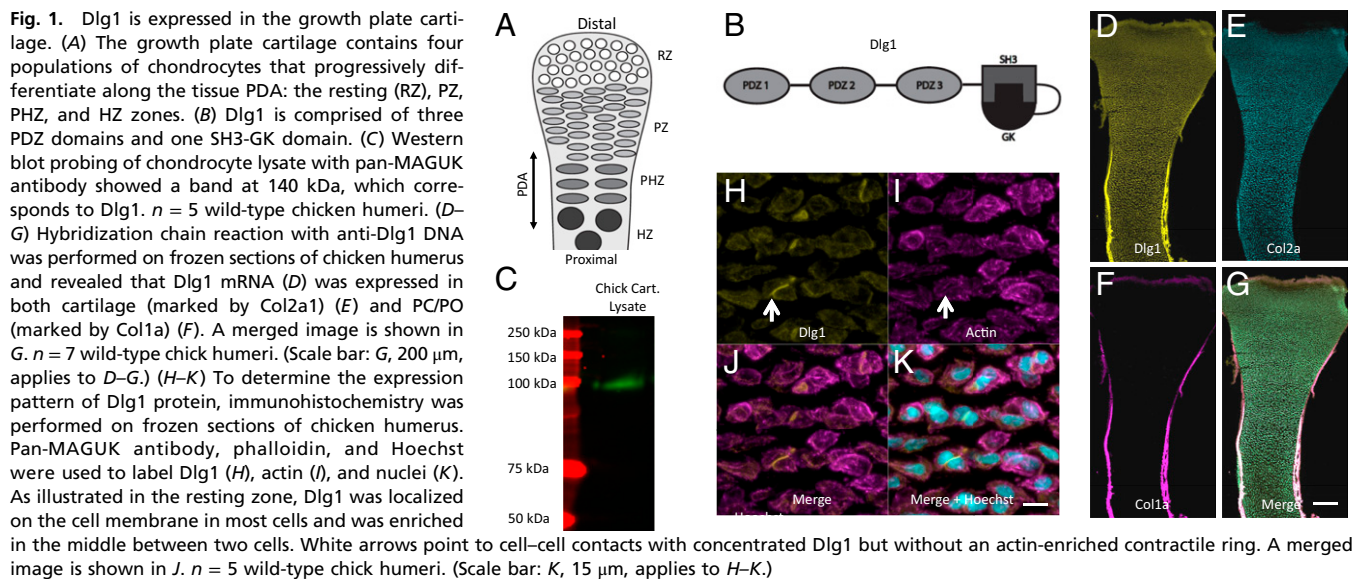 Fig. 1. Dlg1 is expressed in the growth plate carti-
lage. (A) The growth plate cartilage contains four
populations of chondrocytes that progressively dif-
ferentiate along the tissue PDA: the resting (RZ), PZ,
PHZ, and HZ zones. (B) Dlg1 is comprised of three
PDZ domains and one SH3-GK domain. (C) Western
blot probing of chondrocyte lysate with pan-MAGUK
antibody showed a band at 140 kDa, which corre-
sponds to Dlg1. n = 5 wild-type chicken humeri. (D–
G) Hybridization chain reaction with anti-Dlg1 DNA
was performed on frozen sections of chicken humerus
and revealed that Dlg1 mRNA (D) was expressed in
both cartilage (marked by Col2a1) (E) and PC/PO
(marked by Col1a) (F). A merged image is shown in
G. n = 7 wild-type chick humeri. (Scale bar: G, 200 μm,
applies to D–G.) (H–K) To determine the expression
pattern of Dlg1 protein, immunohistochemistry was
performed on frozen sections of chicken humerus.
Pan-MAGUK antibody, phalloidin, and Hoechst
were used to label Dlg1 (H), actin (I), and nuclei (K).
As illustrated in the resting zone, Dlg1 was localized
on the cell membrane in most cells and was enriched
in the middle between two cells. White arrows point to cell–cell contacts with concentrated Dlg1 but without an actin-enriched contractile ring. A merged
image is shown in J. n = 5 wild-type chick humeri. (Scale bar: K, 15 μm, applies to H–K.)
A
Distal
RZ
PZ
PDA
PHZ
HZ
Proximal
B
Dlg1
PDZ 1
PDZ 2
PDZ 3
SH3
GK
C
Chick Cart.
Lysate
250 kDa
150 kDa
100 kDa
75 kDa
50 kDa
H
Dlg1
I
Actin
J
Merge
K
Merge + Hoechst
D
Dlg1
E
Col2a
F
Col1a
G
Merge